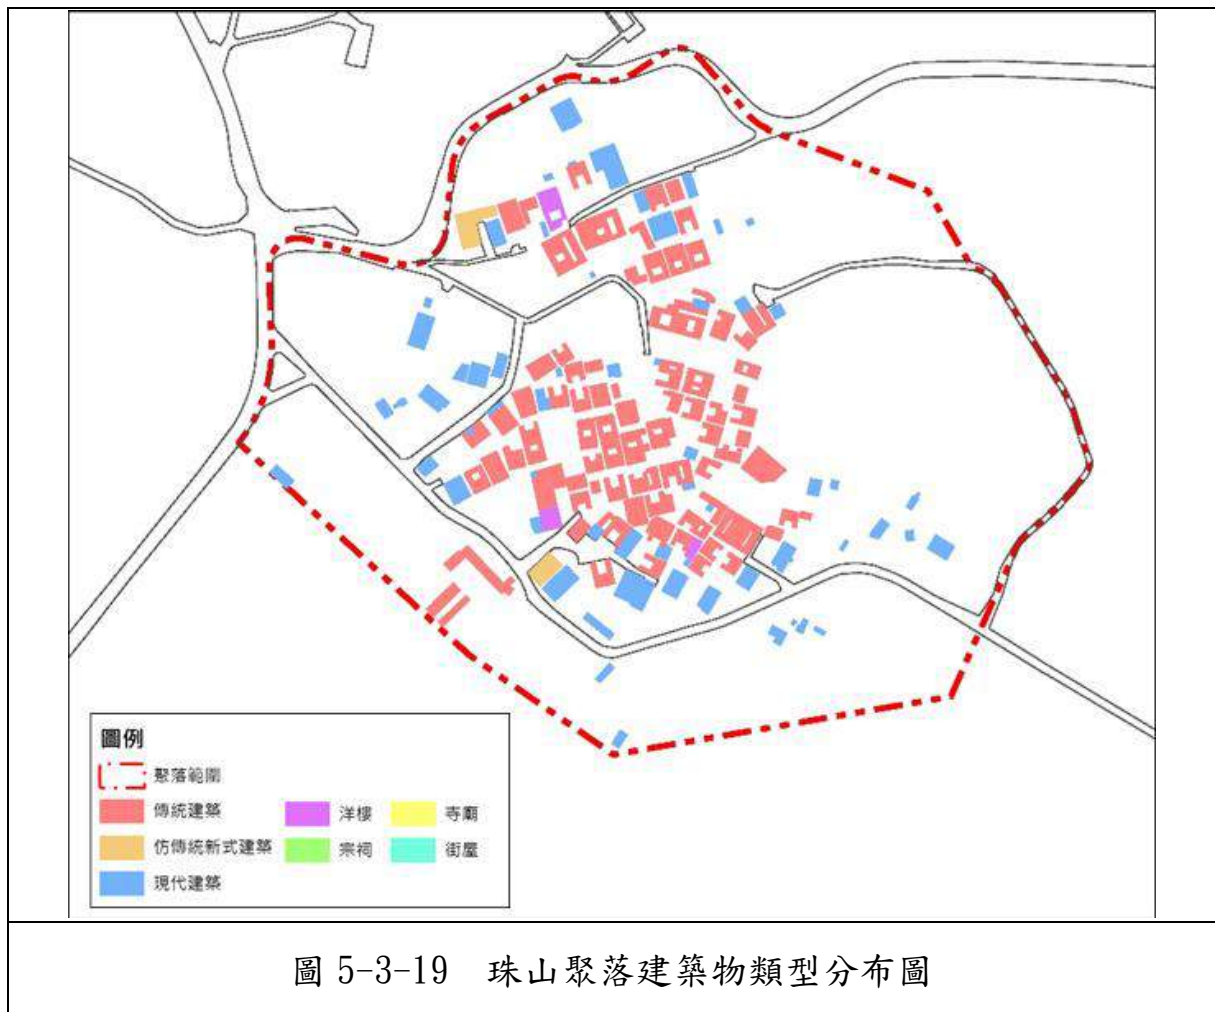 圖例
聚落範圍
傳統建築
洋樓
寺廟
仿傳統新式建築
宗祠
街屋
現代建築
圖 5-3-19 珠山聚落建築物類型分布圖